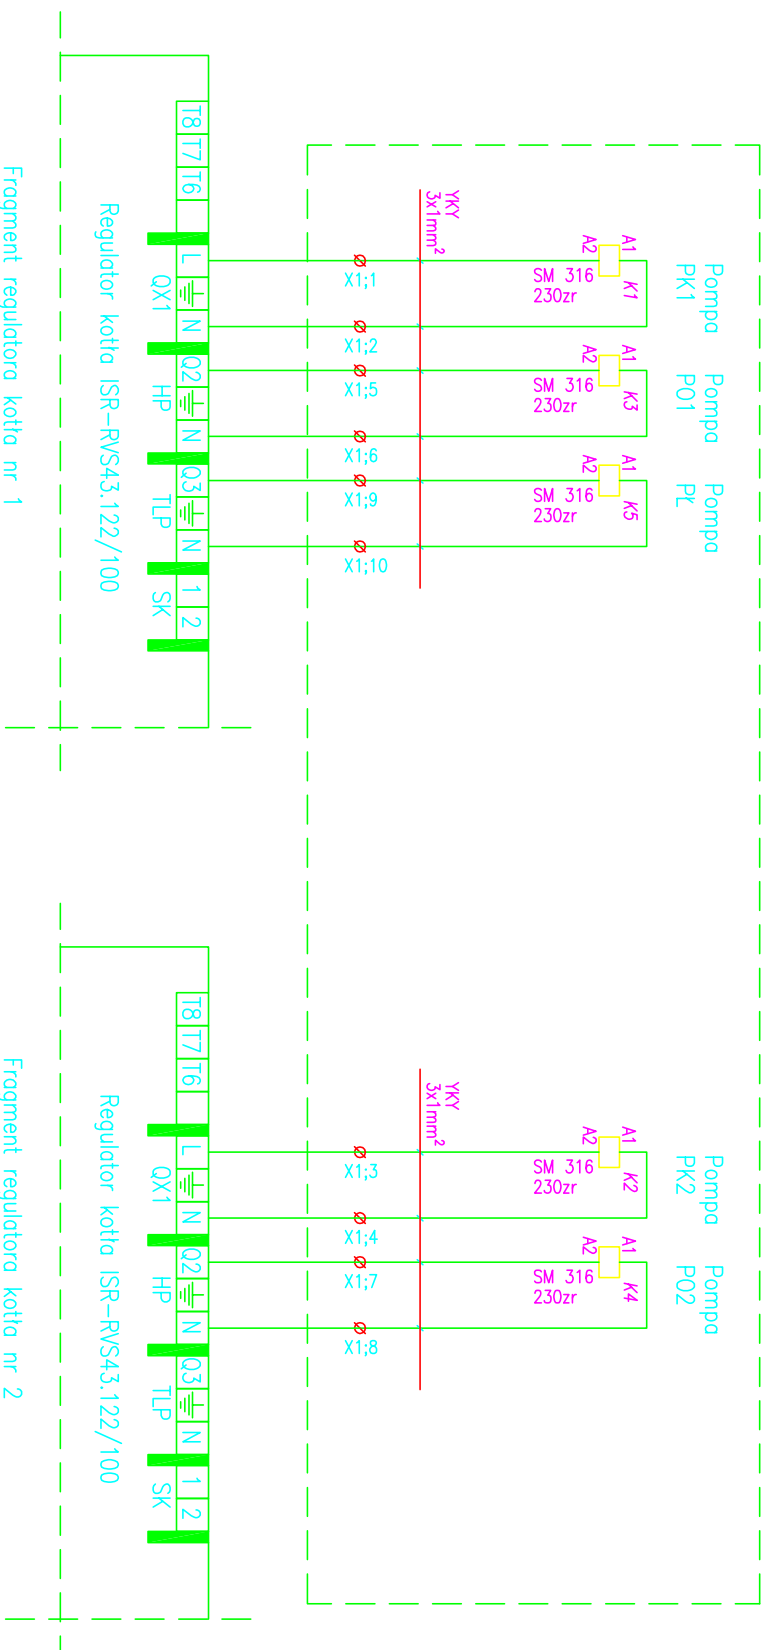 Pompa
PK1
Pompa
PO1
Pompa
PŁ
A1
A2
K1
SM 316
230zr
A1
A2
K3
SM 316
230zr
A1
A2
K5
SM 316
230zr
YKY
3x1mm²
X1;1
X1;2
X1;5
X1;6
X1;9
X1;10
T8 T7 T6
L N Q2 N Q3 N 1 2
QX1 HP TLP SK
Regulator kotła ISR-RVS43.122/100
Fragment regulatora kotła nr 1
Pompa
PK2
Pompa
PO2
A1
A2
K2
SM 316
230zr
A1
A2
K4
SM 316
230zr
YKY
3x1mm²
X1;3
X1;4
X1;7
X1;8
T8 T7 T6
L N Q2 N Q3 N 1 2
QX1 HP TLP SK
Regulator kotła ISR-RVS43.122/100
Fragment regulatora kotła nr 2